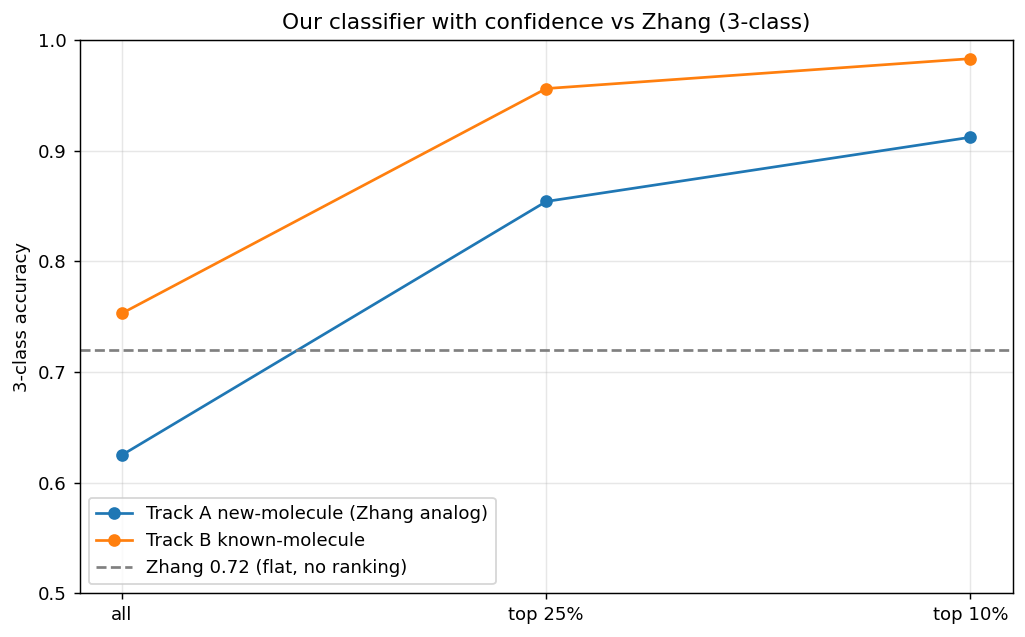 Our classifier with confidence vs Zhang (3-class)
1.0
0.9
0.8
0.7
0.6
0.5
3-class accuracy
Track A new-molecule (Zhang analog)
Track B known-molecule
Zhang 0.72 (flat, no ranking)
all
top 25%
top 10%